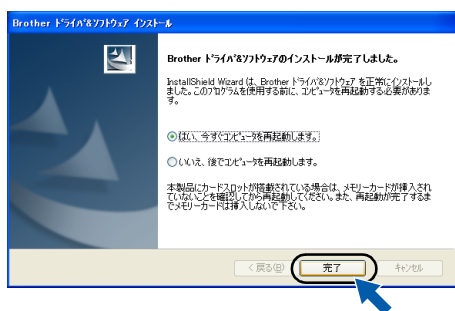 Brother ﾄﾞﾗｲﾊﾞ&ｿﾌﾄｳｪｱ ｲﾝｽﾄｰﾙ
Brother ﾄﾞﾗｲﾊﾞ&ｿﾌﾄｳｪｱのインストールが完了しました。
InstallShield Wizard は、Brother ﾄﾞﾗｲﾊﾞ&ｿﾌﾄｳｪｱ を正常にｲﾝｽﾄｰﾙし
ました。このﾌﾟﾛｸﾞﾗﾑを使用する前に、ｺﾝﾋﾟｭｰﾀを再起動する必要がありま
す。
はい、今すぐｺﾝﾋﾟｭｰﾀを再起動します。
いいえ、後でｺﾝﾋﾟｭｰﾀを再起動します。
本製品にカードスロットが搭載されている場合は、メモリーカードが挿入され
ていないことを確認してから再起動してください。また、再起動が完了するま
でメモリーカードは挿入しないで下さい。
< 戻る(B)
完了
ｷｬﾝｾﾙ